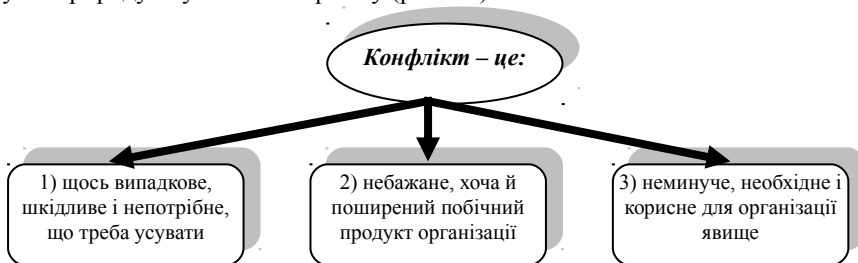 Конфлікт – це:
1) щось випадкове,
шкідливе і непотрібне,
що треба усувати
2) небажане, хоча й
поширений побічний
продукт організації
3) неминуче, необхідне і
корисне для організації
явище